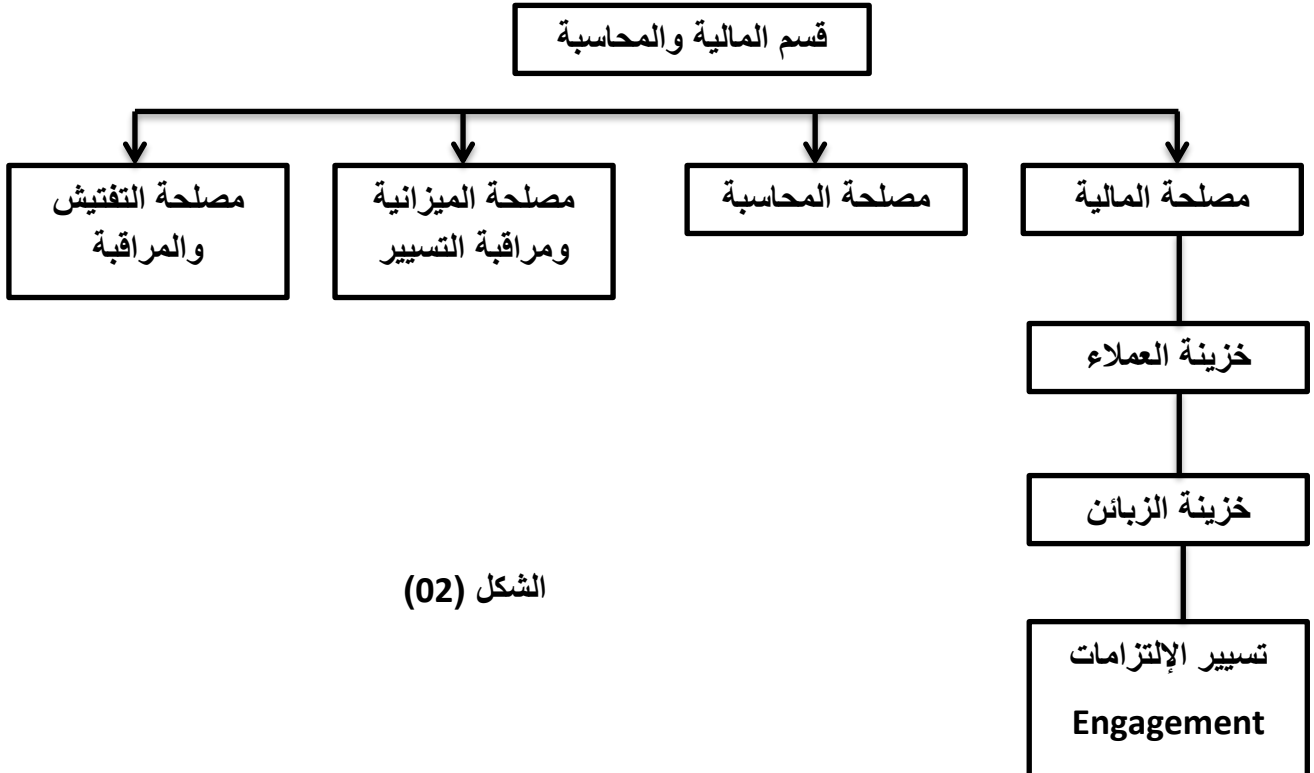 قسم المالية والمحاسبة
مصلحة المالية
مصلحة المحاسبة
مصلحة الميزانية
ومراقبة التسيير
مصلحة التفتيش
والمراقبة
خزينة العملاء
خزينة الزبائن
تسيير الإلتزامات
Engagement
الشكل (02)